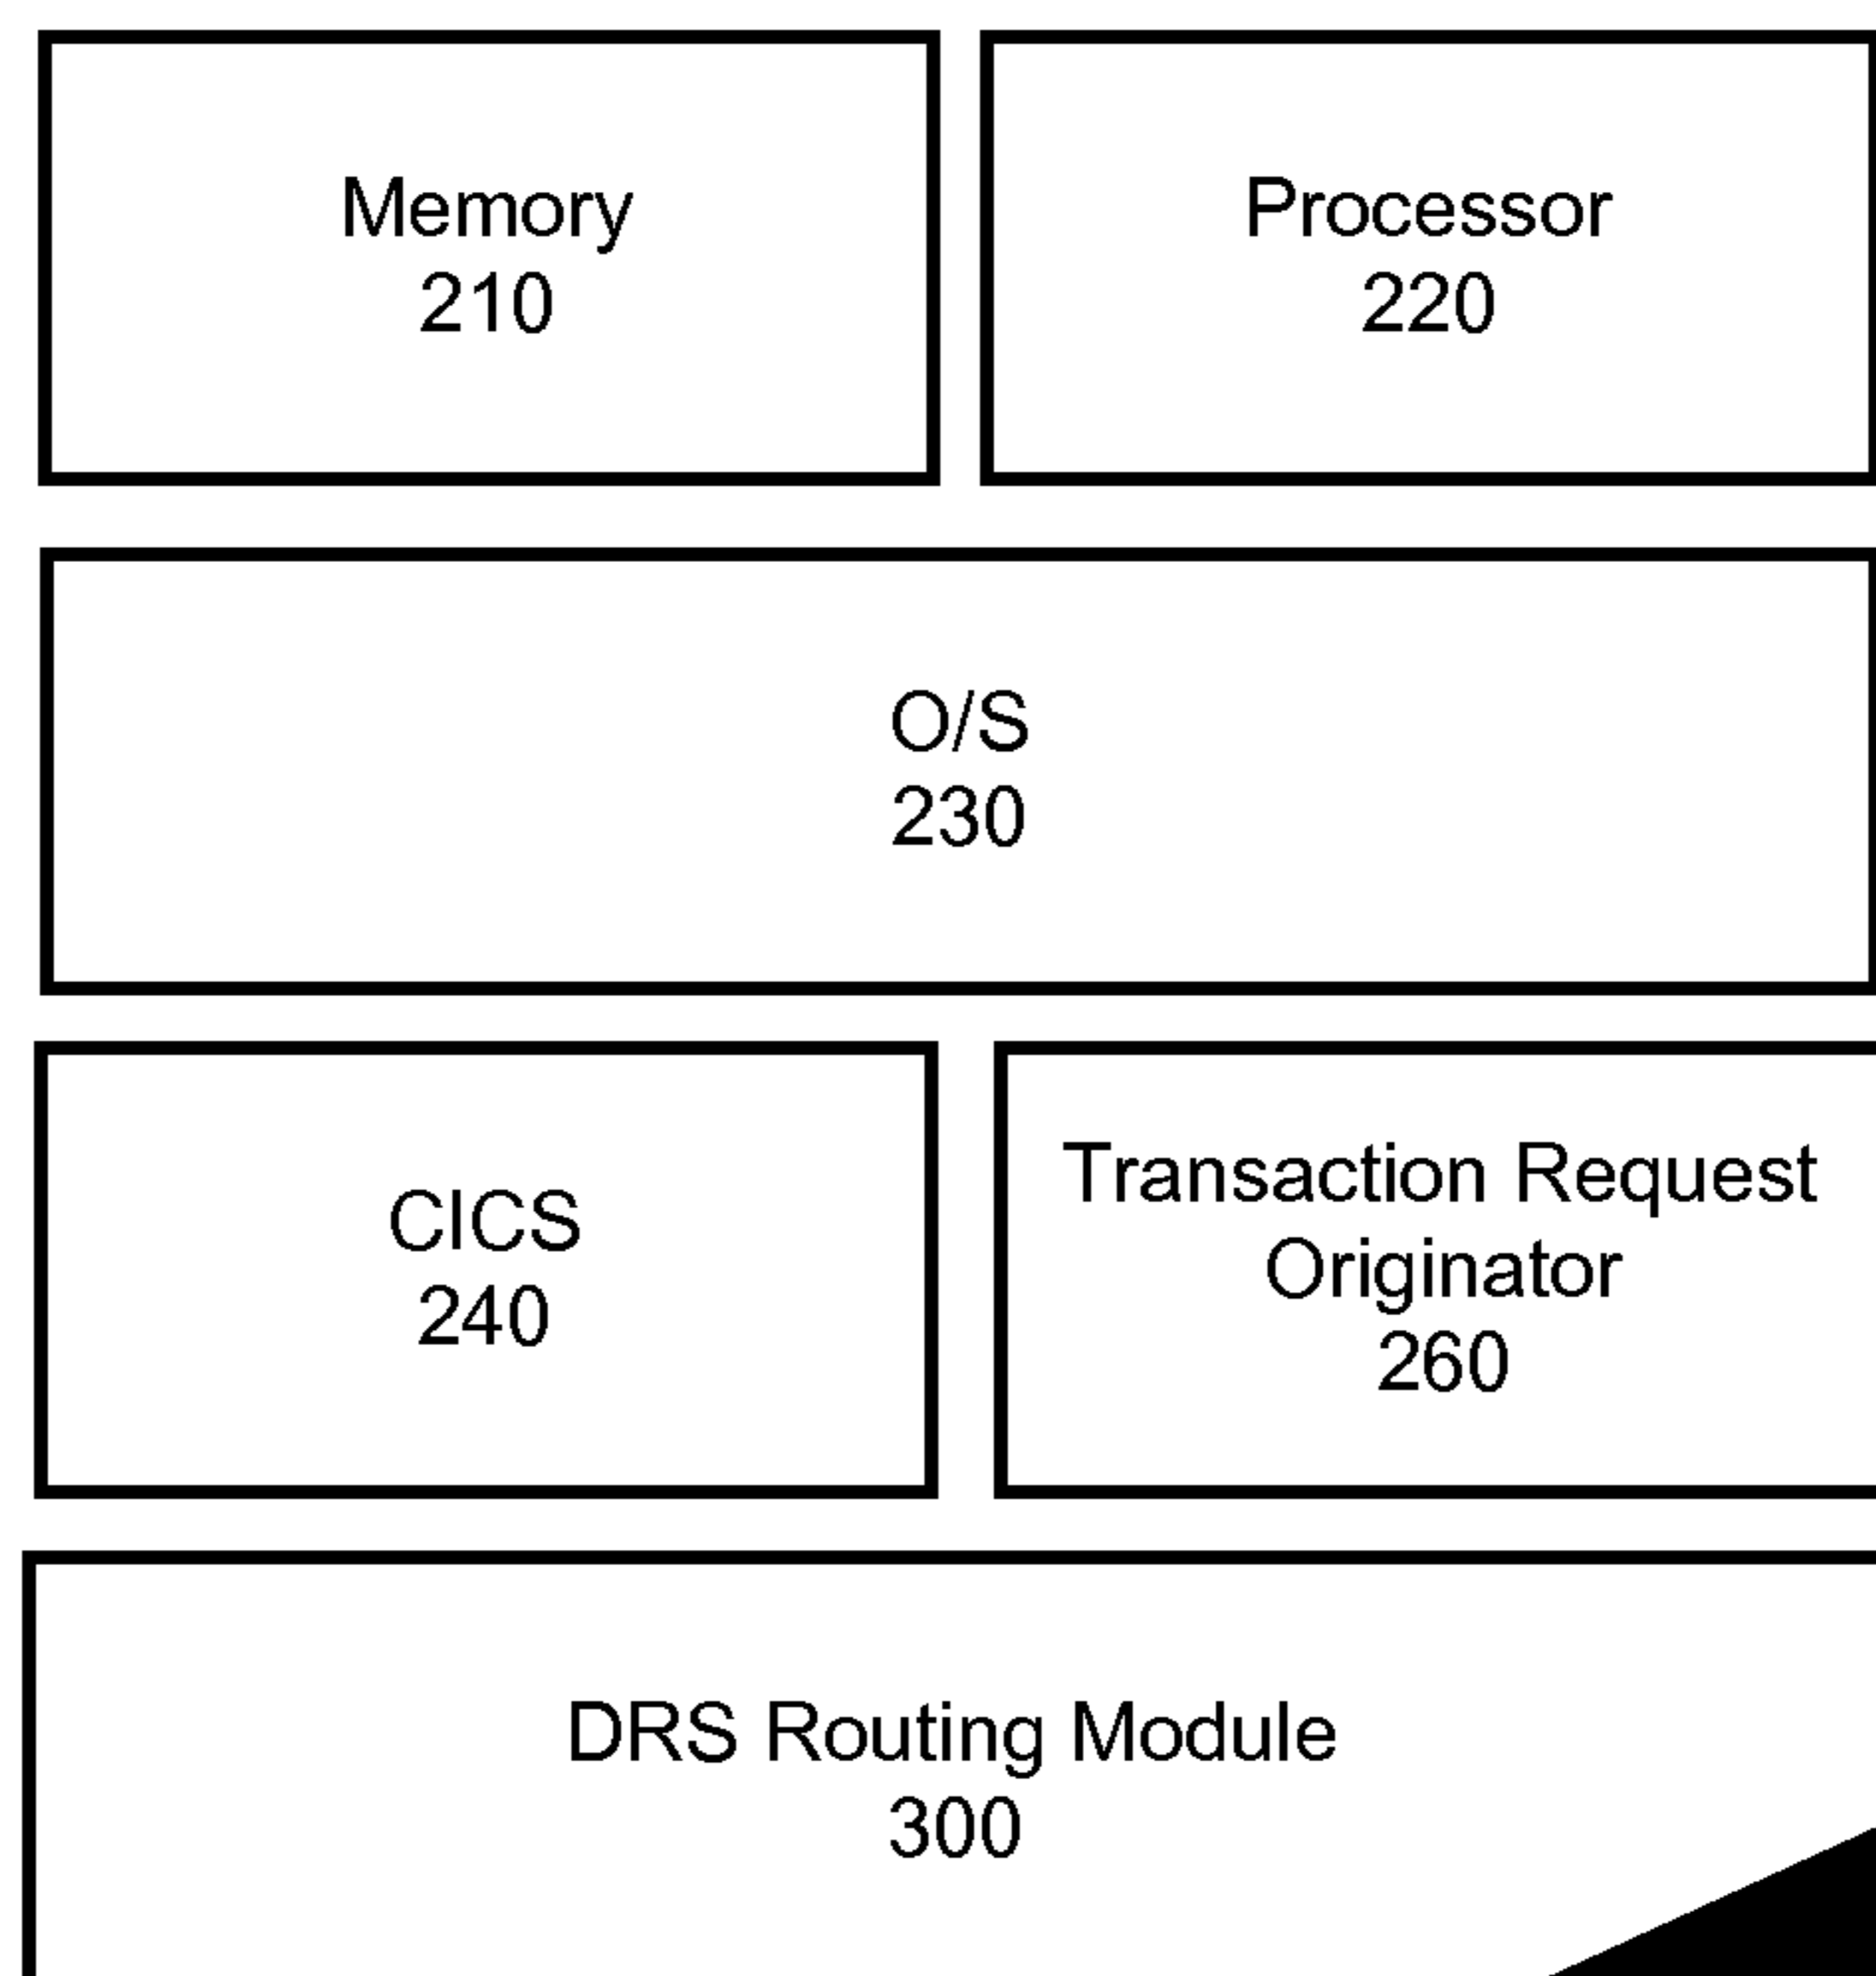 Memory
210
Processor
220
O/S
230
CICS
240
Transaction Request
Originator
260
DRS Routing Module
300